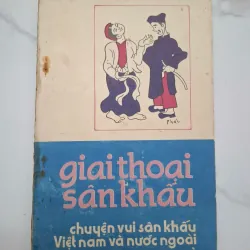 giai thoại
sân khấu
chuyện vui sân khấu
Việt nam và nước ngoài